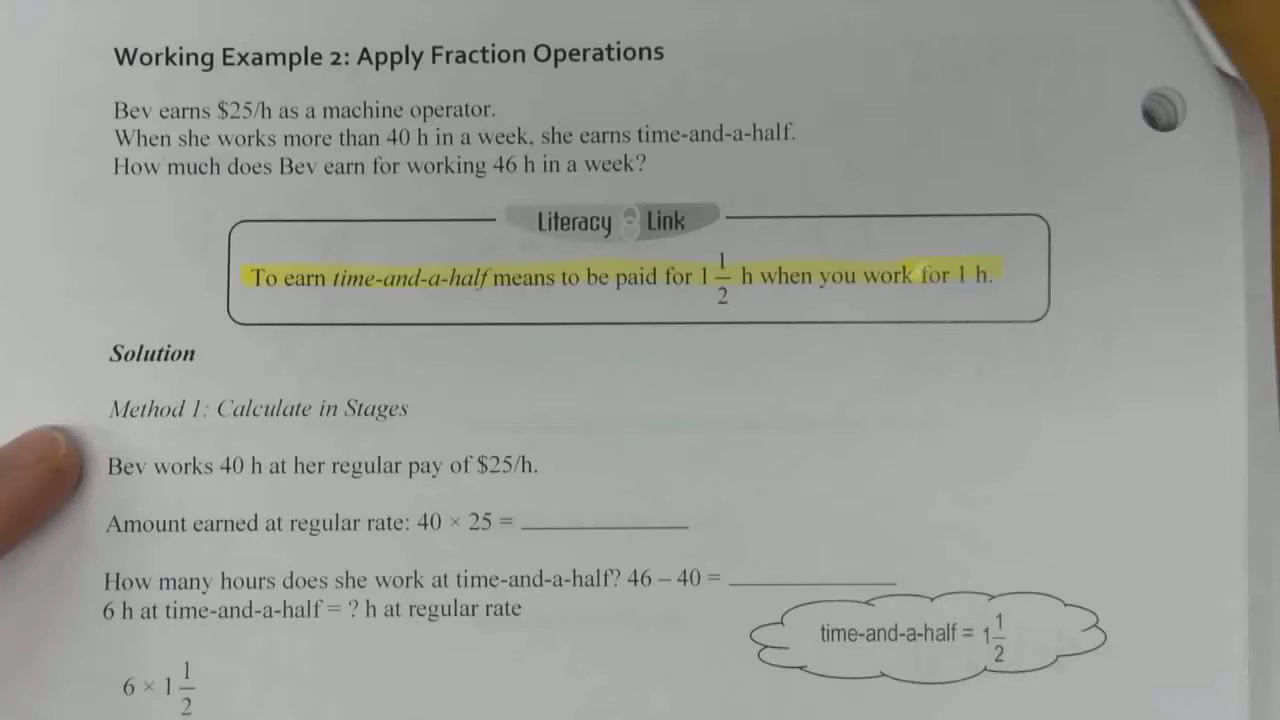 Working Example 2: Apply Fraction Operations
Bev earns $25/h as a machine operator.
When she works more than 40 h in a week, she earns time-and-a-half.
How much does Bev earn for working 46 h in a week?
Literacy Link
To earn time-and-a-half means to be paid for 1 1/2 h when you work for 1 h.
Solution
Method 1: Calculate in Stages
Bev works 40 h at her regular pay of $25/h.
Amount earned at regular rate: 40 × 25 = ______________
How many hours does she work at time-and-a-half? 46 – 40 = ______________
6 h at time-and-a-half = ? h at regular rate
time-and-a-half = 1 1/2
6 × 1 1/2